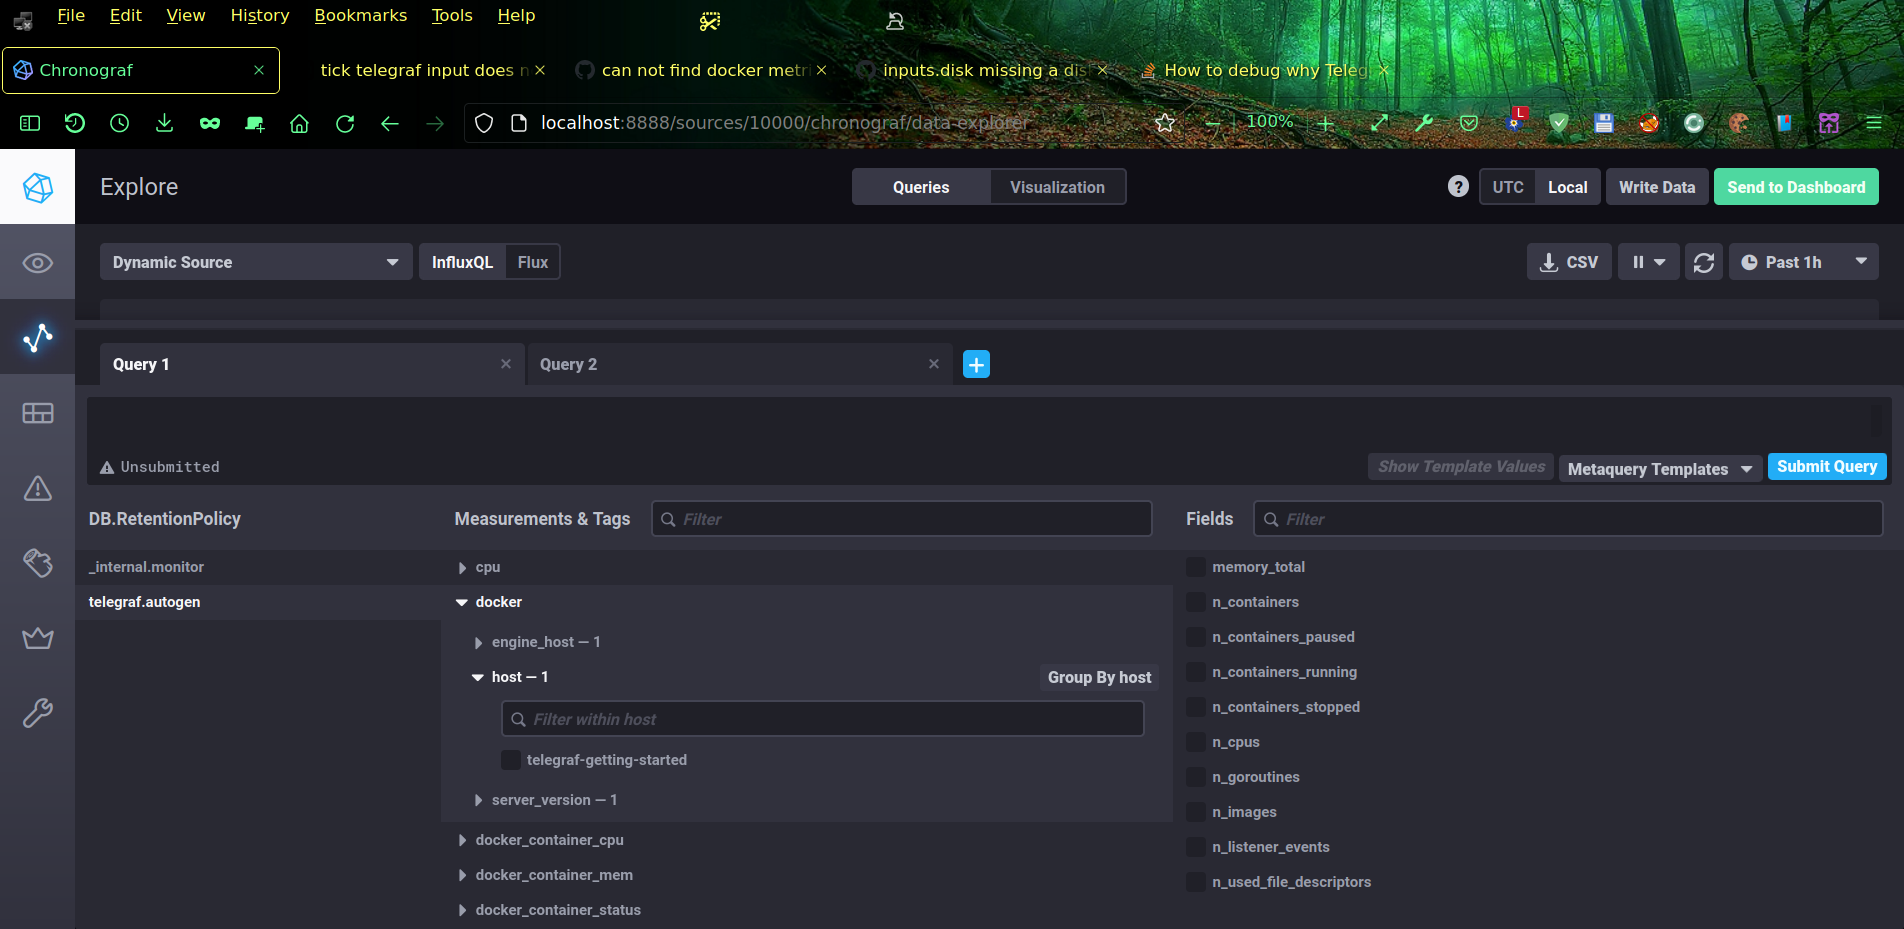 File Edit View History Bookmarks Tools Help
Chronograf
tick telegraf input does n
can not find docker metri
inputs.disk missing a dis
How to debug why Teleg
localhost:8888/sources/10000/chronograf/data-explorer
100%
L
Explore
Queries Visualization
? UTC Local Write Data Send to Dashboard
Dynamic Source InfluxQL Flux
CSV Past 1h
Query 1 Query 2
Unsubmitted
Show Template Values Metaquery Templates Submit Query
DB.RetentionPolicy
_internal.monitor
telegraf.autogen
Measurements & Tags Filter
cpu
docker
engine_host — 1
host — 1 Group By host
Filter within host
telegraf-getting-started
server_version — 1
docker_container_cpu
docker_container_mem
docker_container_status
Fields Filter
memory_total
n_containers
n_containers_paused
n_containers_running
n_containers_stopped
n_cpus
n_goroutines
n_images
n_listener_events
n_used_file_descriptors